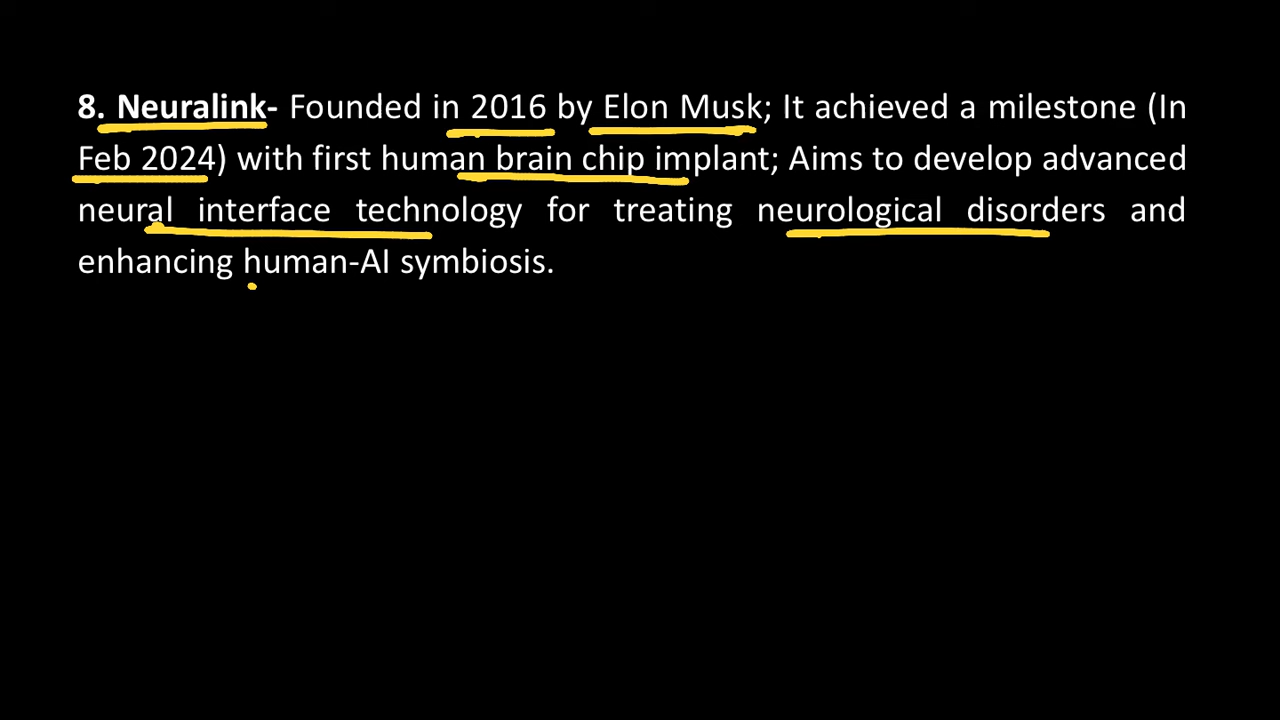 8. Neuralink- Founded in 2016 by Elon Musk; It achieved a milestone (In
Feb 2024) with first human brain chip implant; Aims to develop advanced
neural interface technology for treating neurological disorders and
enhancing human-AI symbiosis.